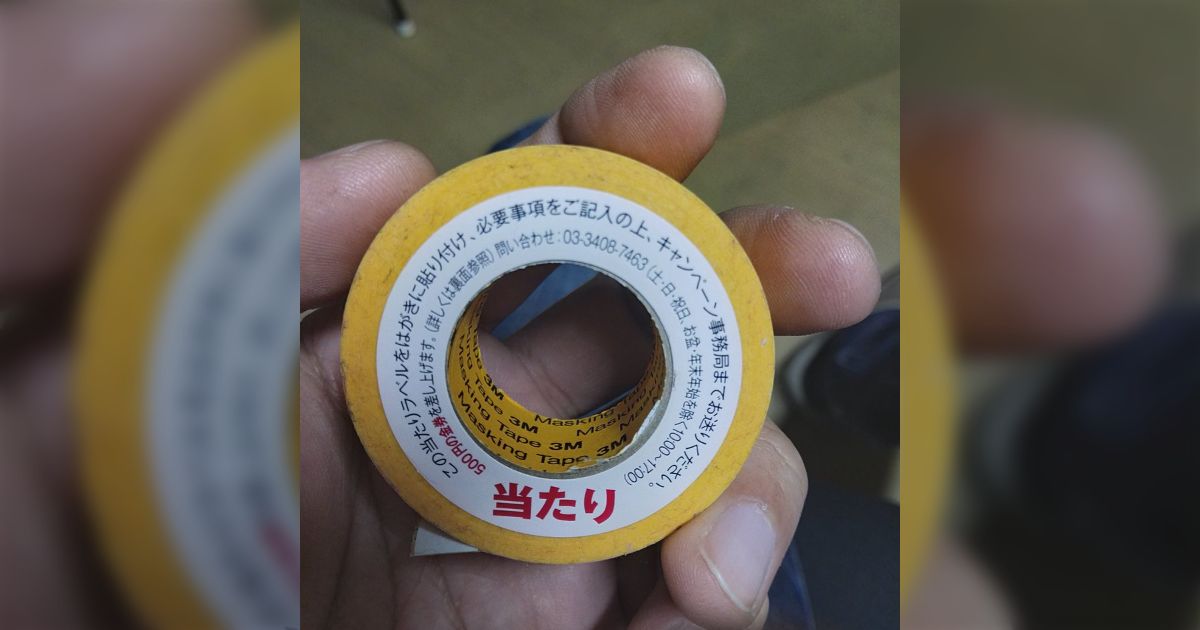 この当たりラベルをはがきに貼り付け、必要事項をご記入の上、キャンペーン事務局までお送りください。
500円の金券を差し上げます。(詳しくは裏面参照) 問い合わせ:03-3408-7463 (土・日・祝日、お盆・年末年始を除く10:00~17:00)
当たり
Tape 3M Masking
king Tape 3M Masking
Masking Tape 3M